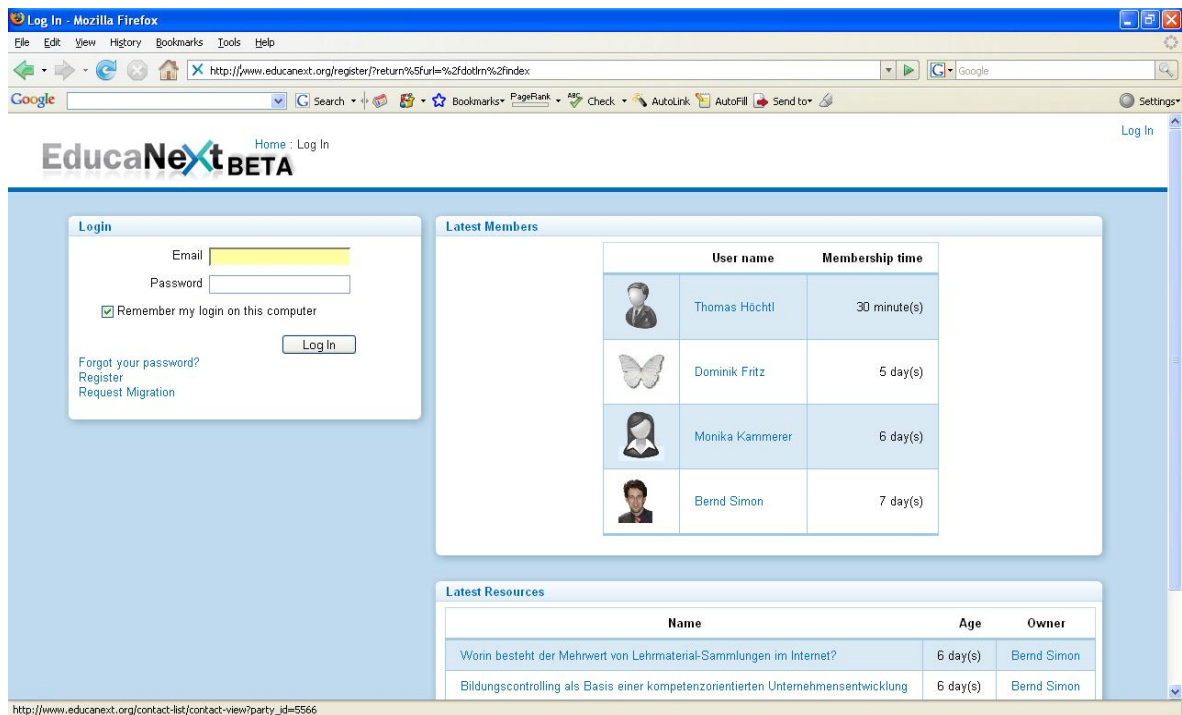 Log In - Mozilla Firefox
File Edit View History Bookmarks Tools Help
http://www.educanext.org/register/?return%5furl=%2fdotlrn%2findex
G Google
Google G Search Bookmarks PageRank ABC Check AutoLink AutoFill Send to Settings
Log In
EducaNeXt BETA Home : Log In
Login
Email
Password
Remember my login on this computer
Log In
Forgot your password?
Register
Request Migration
Latest Members
User name Membership time
Thomas Höchtl 30 minute(s)
Dominik Fritz 5 day(s)
Monika Kammerer 6 day(s)
Bernd Simon 7 day(s)
Latest Resources
Name Age Owner
Worin besteht der Mehrwert von Lehrmaterial-Sammlungen im Internet? 6 day(s) Bernd Simon
Bildungscontrolling als Basis einer kompetenzorientierten Unternehmensentwicklung 6 day(s) Bernd Simon
http://www.educanext.org/contact-list/contact-view?party_id=5566